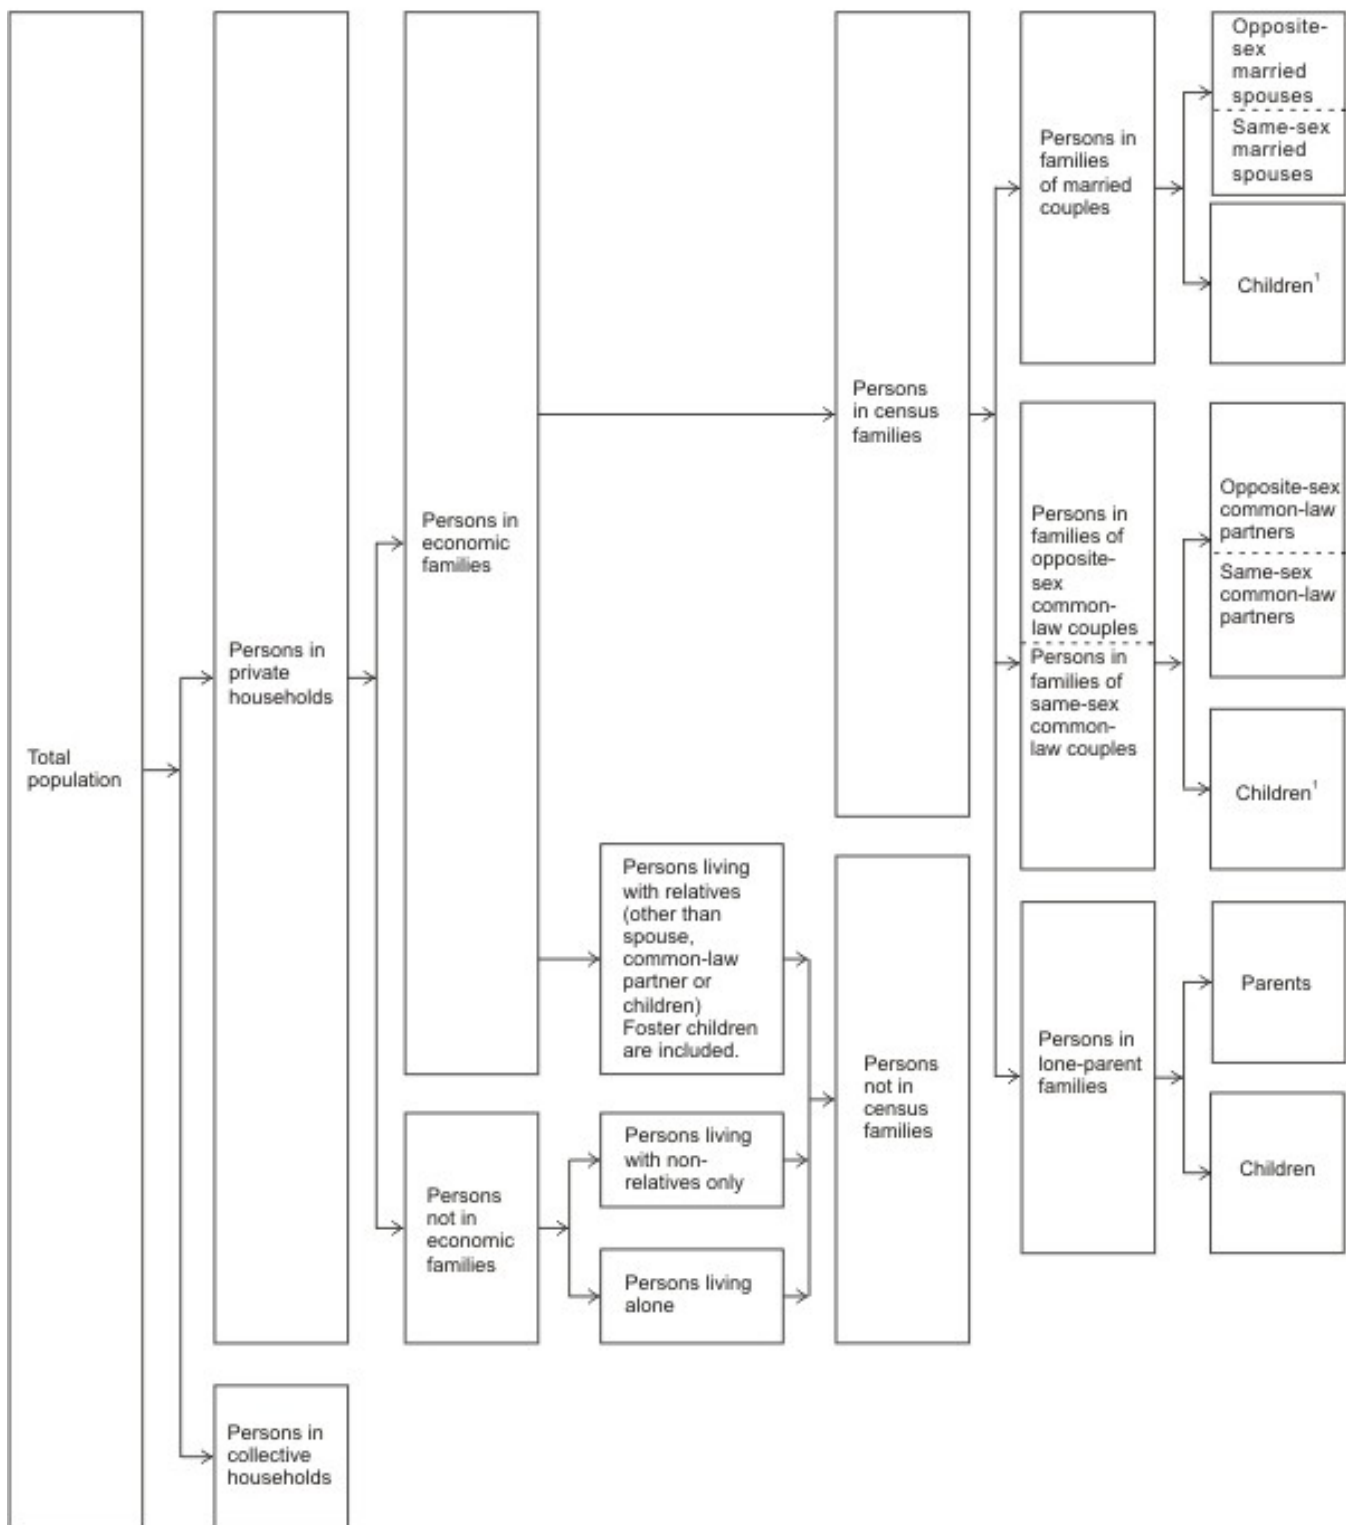 Total
population
Persons in
private
households
Persons in
collective
households
Persons in
economic
families
Persons
not in
economic
families
Persons living
with relatives
(other than
spouse,
common-law
partner or
children)
Foster children
are included.
Persons living
with non-
relatives only
Persons living
alone
Persons
in census
families
Persons
not in
census
families
Persons in
families
of married
couples
Persons in
families of
opposite-
sex
common-
law couples
Persons in
families of
same-sex
common-
law couples
Persons in
lone-parent
families
Opposite-
sex
married
spouses
Same-sex
married
spouses
Children¹
Opposite-sex
common-law
partners
Same-sex
common-law
partners
Children¹
Parents
Children